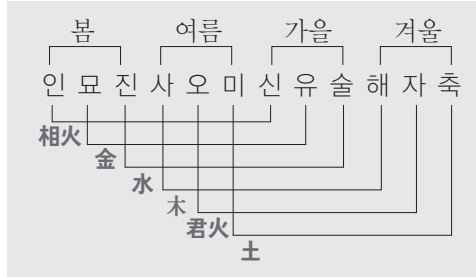 봄 여름 가을 겨울
인 묘 진 사 오 미 신 유 술 해 자 축
相火
金
水
木
君火
土